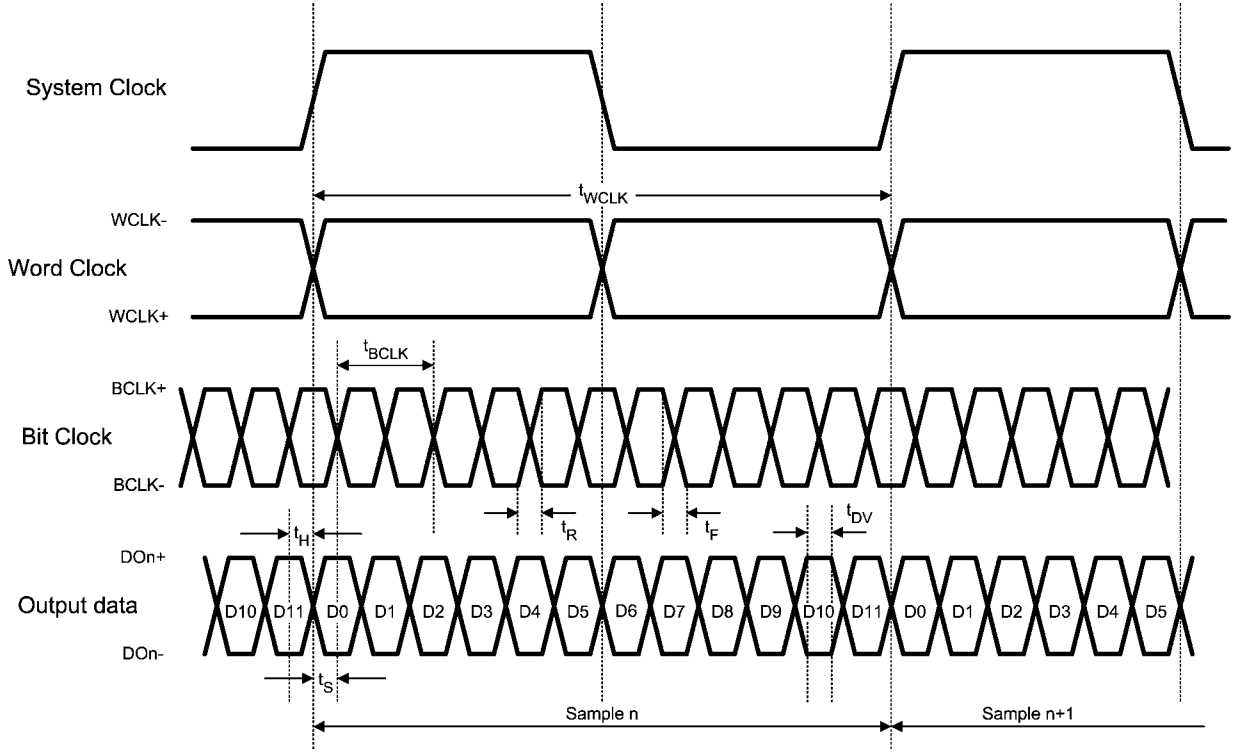 System Clock
tWCLK
WCLK-
Word Clock
WCLK+
tBCLK
BCLK+
Bit Clock
BCLK-
tH
tR
tF
tDV
DOn+
Output data
D10 D11 D0 D1 D2 D3 D4 D5 D6 D7 D8 D9 D10 D11 D0 D1 D2 D3 D4 D5
DOn-
tS
Sample n
Sample n+1